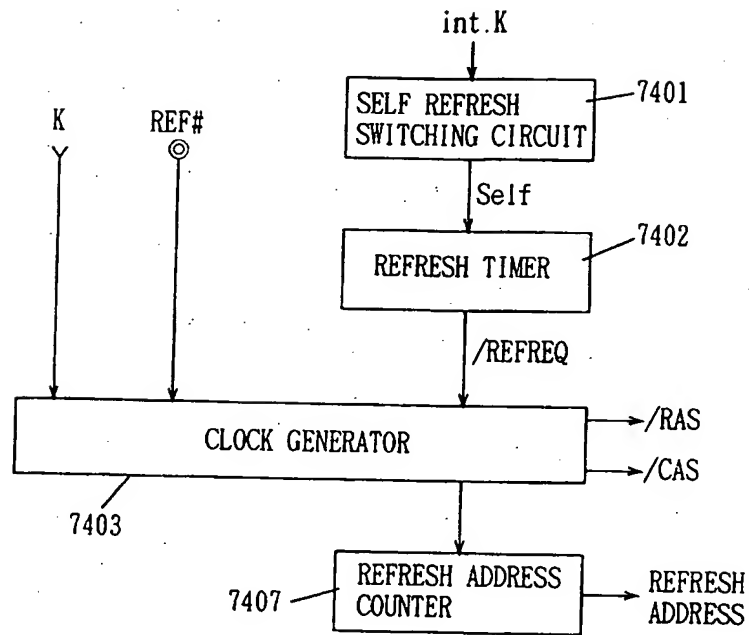 int.K
7401
SELF REFRESH
SWITCHING CIRCUIT
K
REF#
Self
7402
REFRESH TIMER
/REFREQ
CLOCK GENERATOR
/RAS
/CAS
7403
7407
REFRESH ADDRESS
COUNTER
REFRESH
ADDRESS